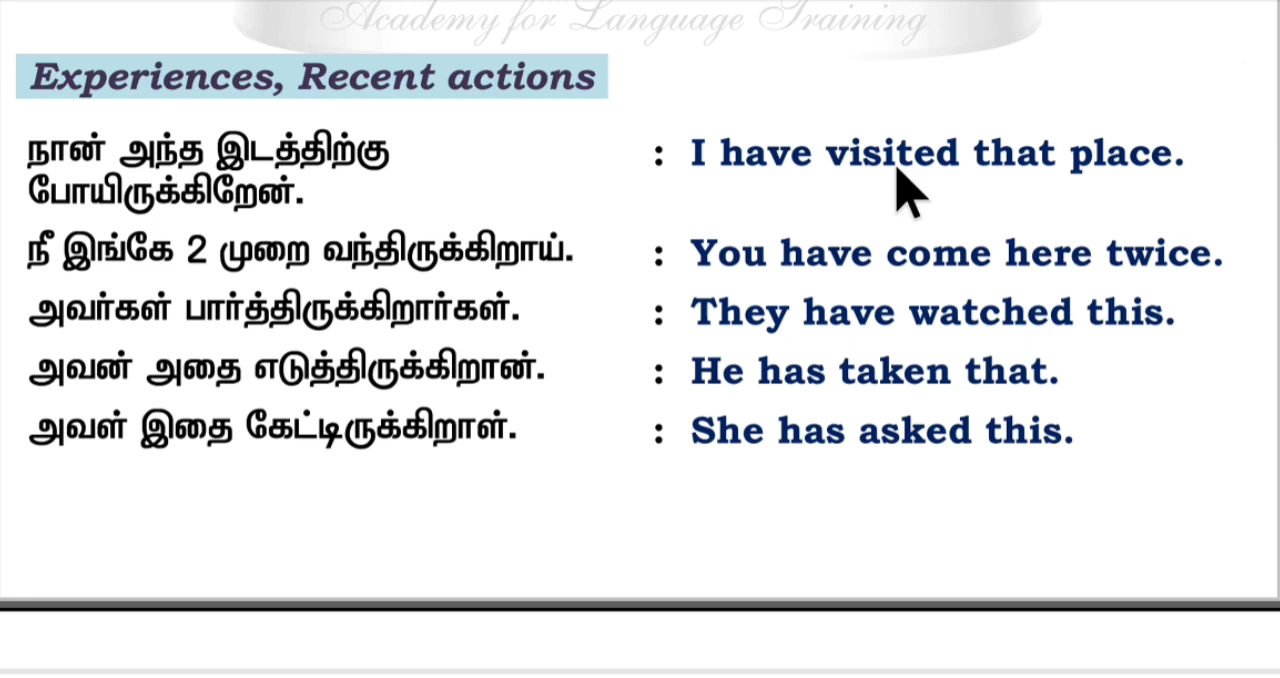 Academy for Language Training
Experiences, Recent actions
நான் அந்த இடத்திற்கு : I have visited that place.
போயிருக்கிறேன்.
நீ இங்கே 2 முறை வந்திருக்கிறாய். : You have come here twice.
அவர்கள் பார்த்திருக்கிறார்கள். : They have watched this.
அவன் அதை எடுத்திருக்கிறான். : He has taken that.
அவள் இதை கேட்டிருக்கிறாள். : She has asked this.